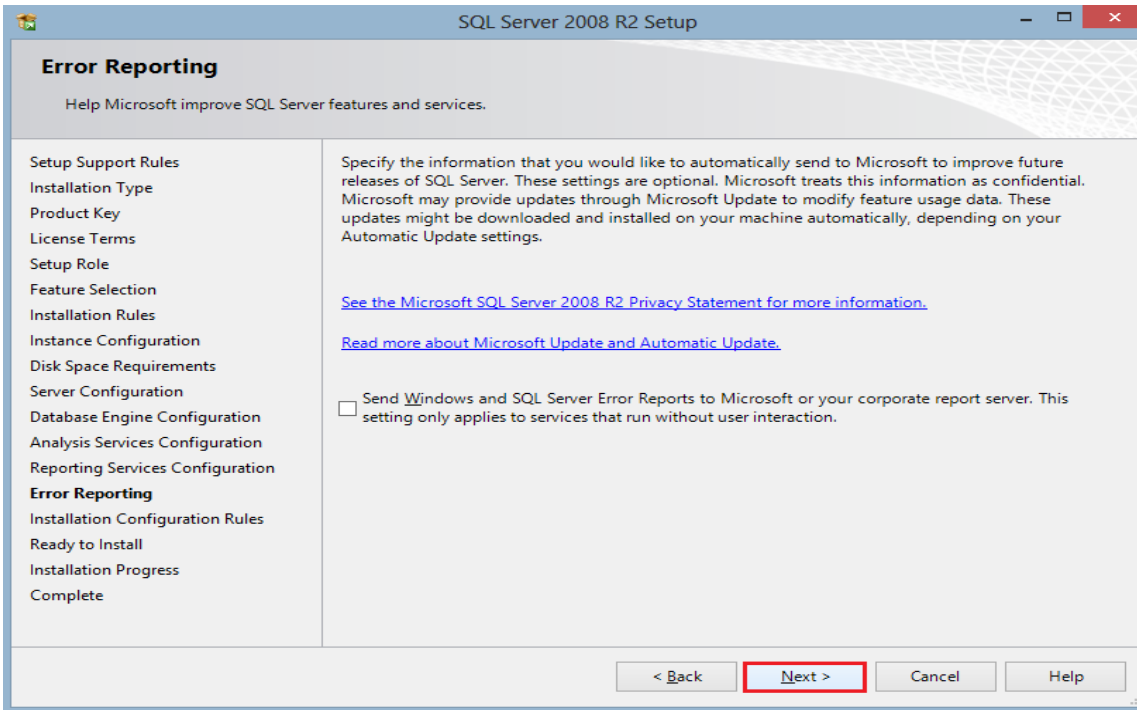 SQL Server 2008 R2 Setup
Error Reporting
Help Microsoft improve SQL Server features and services.
Setup Support Rules
Installation Type
Product Key
License Terms
Setup Role
Feature Selection
Installation Rules
Instance Configuration
Disk Space Requirements
Server Configuration
Database Engine Configuration
Analysis Services Configuration
Reporting Services Configuration
Error Reporting
Installation Configuration Rules
Ready to Install
Installation Progress
Complete
Specify the information that you would like to automatically send to Microsoft to improve future
releases of SQL Server. These settings are optional. Microsoft treats this information as confidential.
Microsoft may provide updates through Microsoft Update to modify feature usage data. These
updates might be downloaded and installed on your machine automatically, depending on your
Automatic Update settings.
See the Microsoft SQL Server 2008 R2 Privacy Statement for more information.
Read more about Microsoft Update and Automatic Update.
Send Windows and SQL Server Error Reports to Microsoft or your corporate report server. This
setting only applies to services that run without user interaction.
< Back
Next >
Cancel
Help